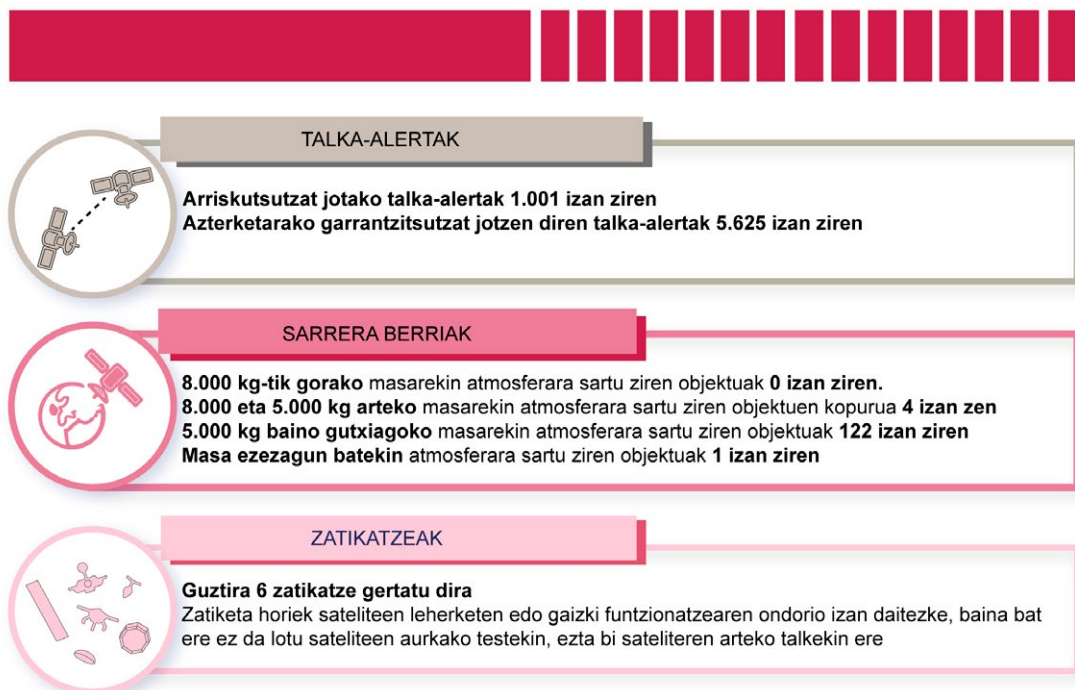 TALKA-ALERTAK
Arriskutsutzat jotako talka-alertak 1.001 izan ziren
Azterketarako garrantzitsutzat jotzen diren talka-alertak 5.625 izan ziren
SARRERA BERRIAK
8.000 kg-tik gorako masarekin atmosferara sartu ziren objektuak 0 izan ziren.
8.000 eta 5.000 kg arteko masarekin atmosferara sartu ziren objektuen kopurua 4 izan zen
5.000 kg baino gutxiagoko masarekin atmosferara sartu ziren objektuak 122 izan ziren
Masa ezezagun batekin atmosferara sartu ziren objektuak 1 izan ziren
ZATIKATZEAK
Guztira 6 zatikatze gertatu dira
Zatiketa horiek sateliteen leherketen edo gaizki funtzionatzearen ondorio izan daitezke, baina bat
ere ez da lotu sateliteen aurkako testekin, ezta bi sateliteren arteko talkekin ere